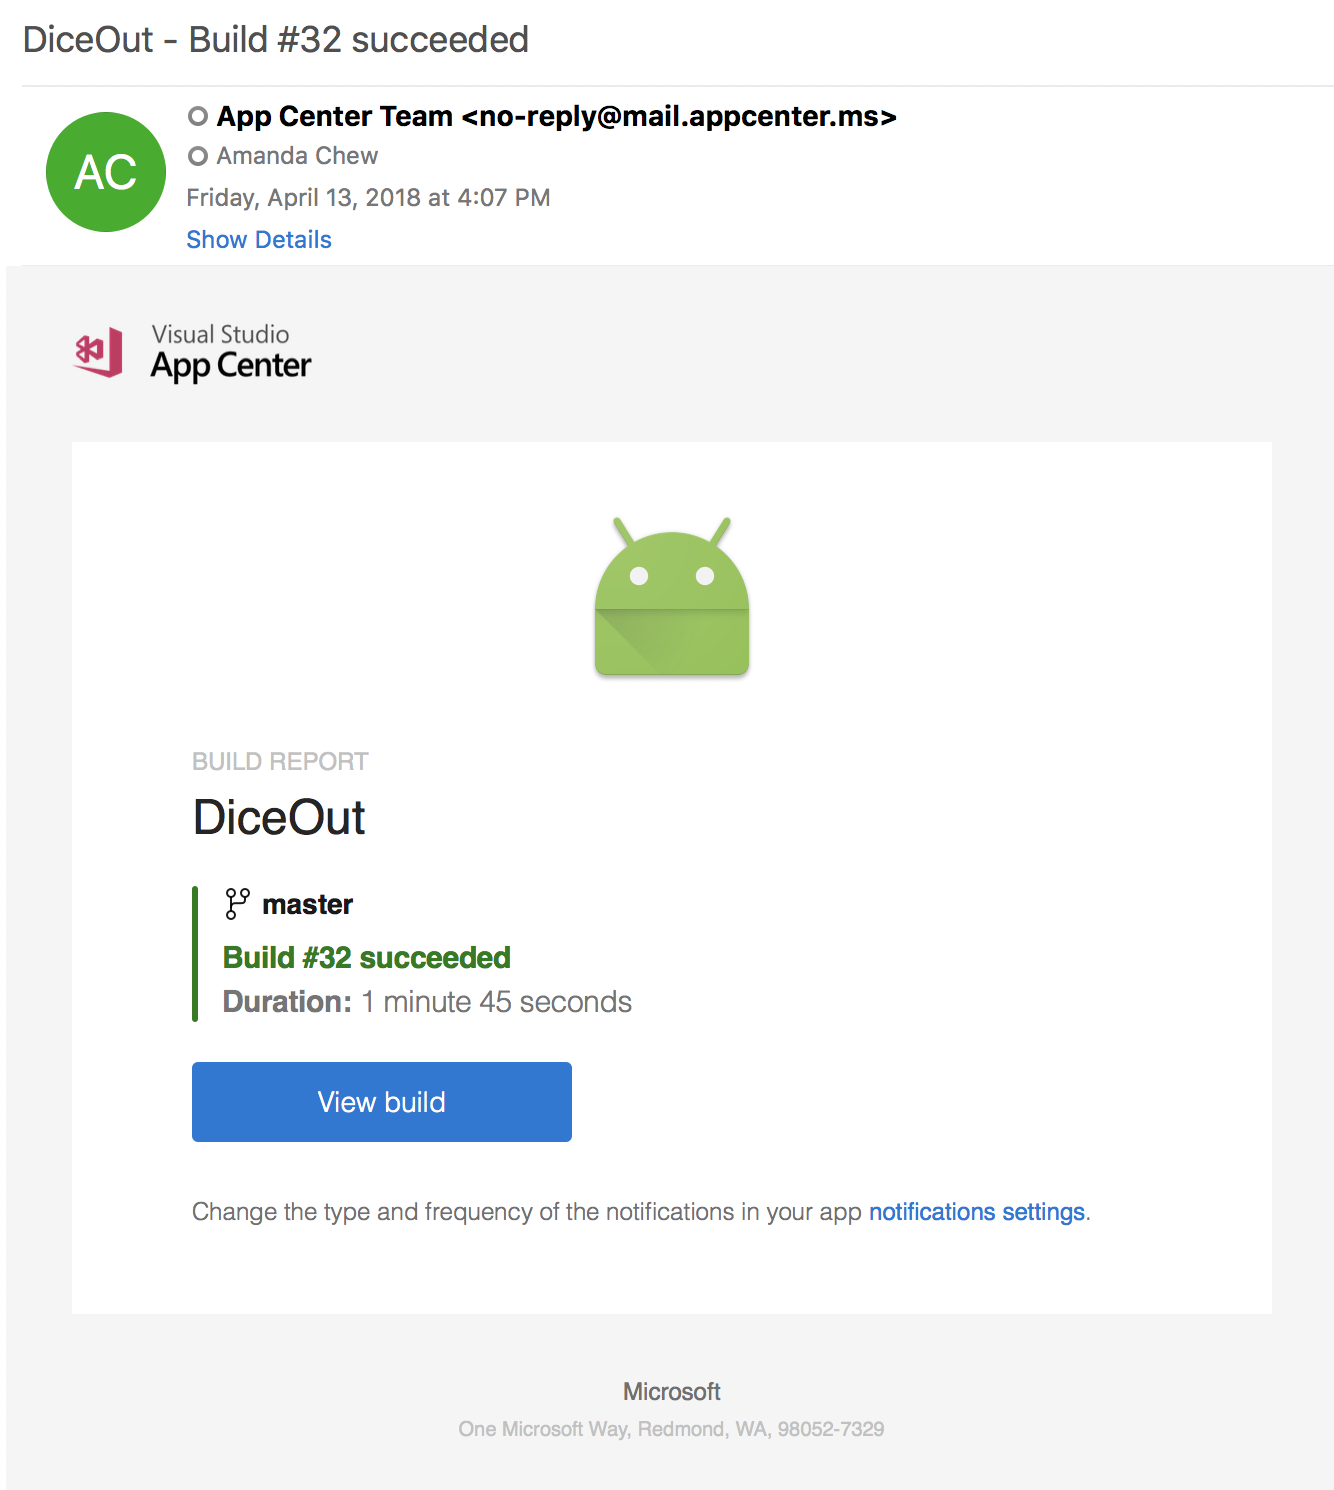 DiceOut - Build #32 succeeded
AC
App Center Team <no-reply@mail.appcenter.ms>
Amanda Chew
Friday, April 13, 2018 at 4:07 PM
Show Details
Visual Studio
App Center
BUILD REPORT
DiceOut
master
Build #32 succeeded
Duration: 1 minute 45 seconds
View build
Change the type and frequency of the notifications in your app notifications settings.
Microsoft
One Microsoft Way, Redmond, WA, 98052-7329